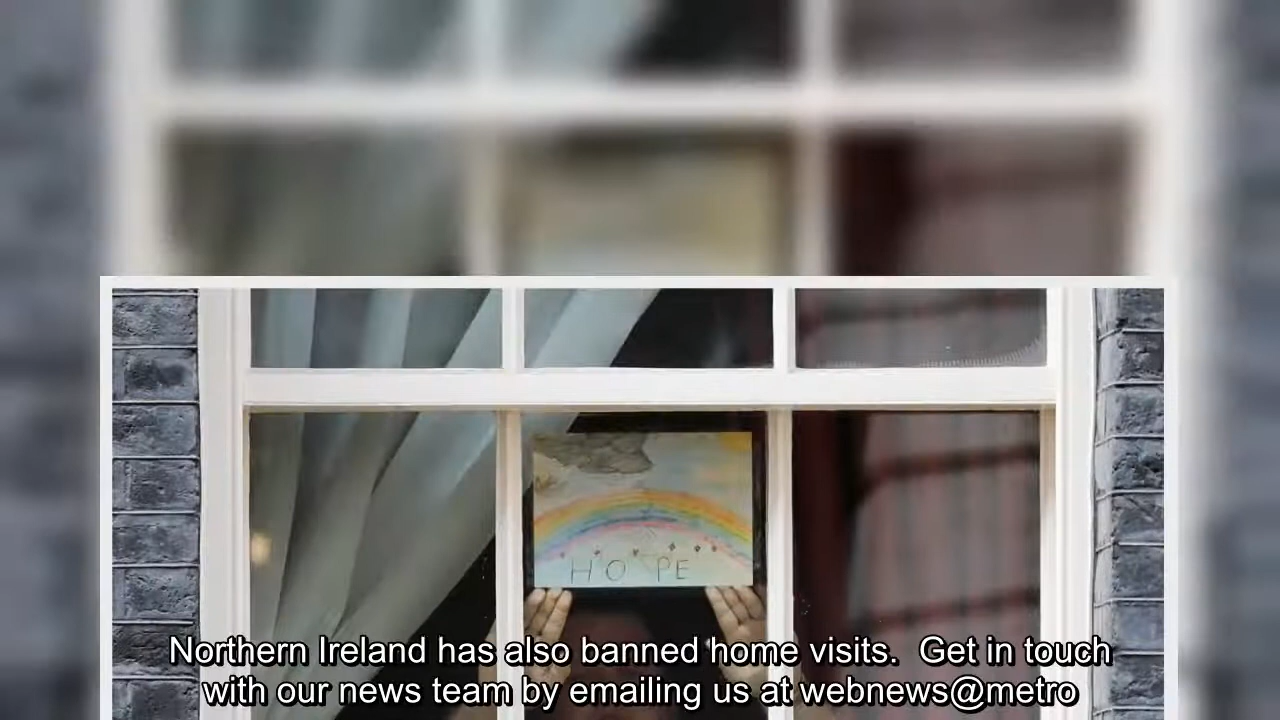 HOPE
Northern Ireland has also banned home visits.  Get in touch
with our news team by emailing us at webnews@metro